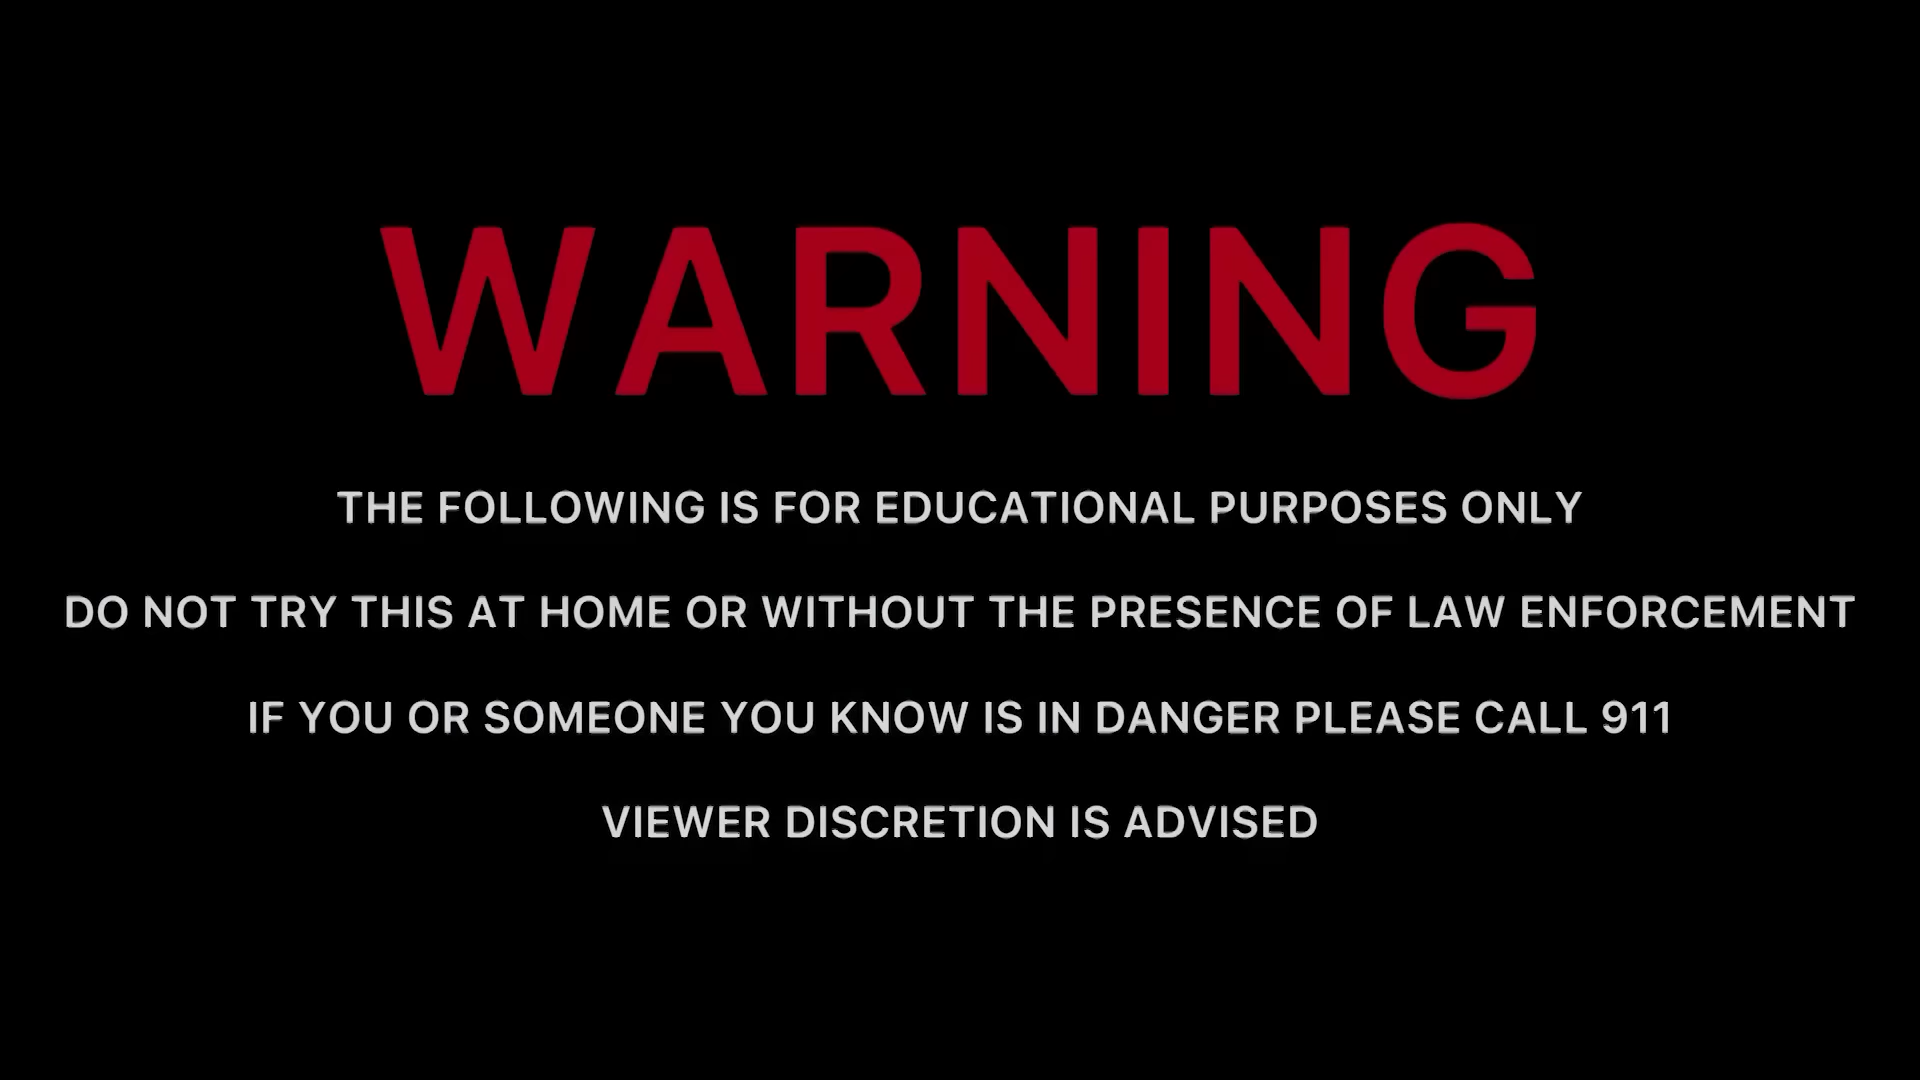 WARNING
THE FOLLOWING IS FOR EDUCATIONAL PURPOSES ONLY
DO NOT TRY THIS AT HOME OR WITHOUT THE PRESENCE OF LAW ENFORCEMENT
IF YOU OR SOMEONE YOU KNOW IS IN DANGER PLEASE CALL 911
VIEWER DISCRETION IS ADVISED